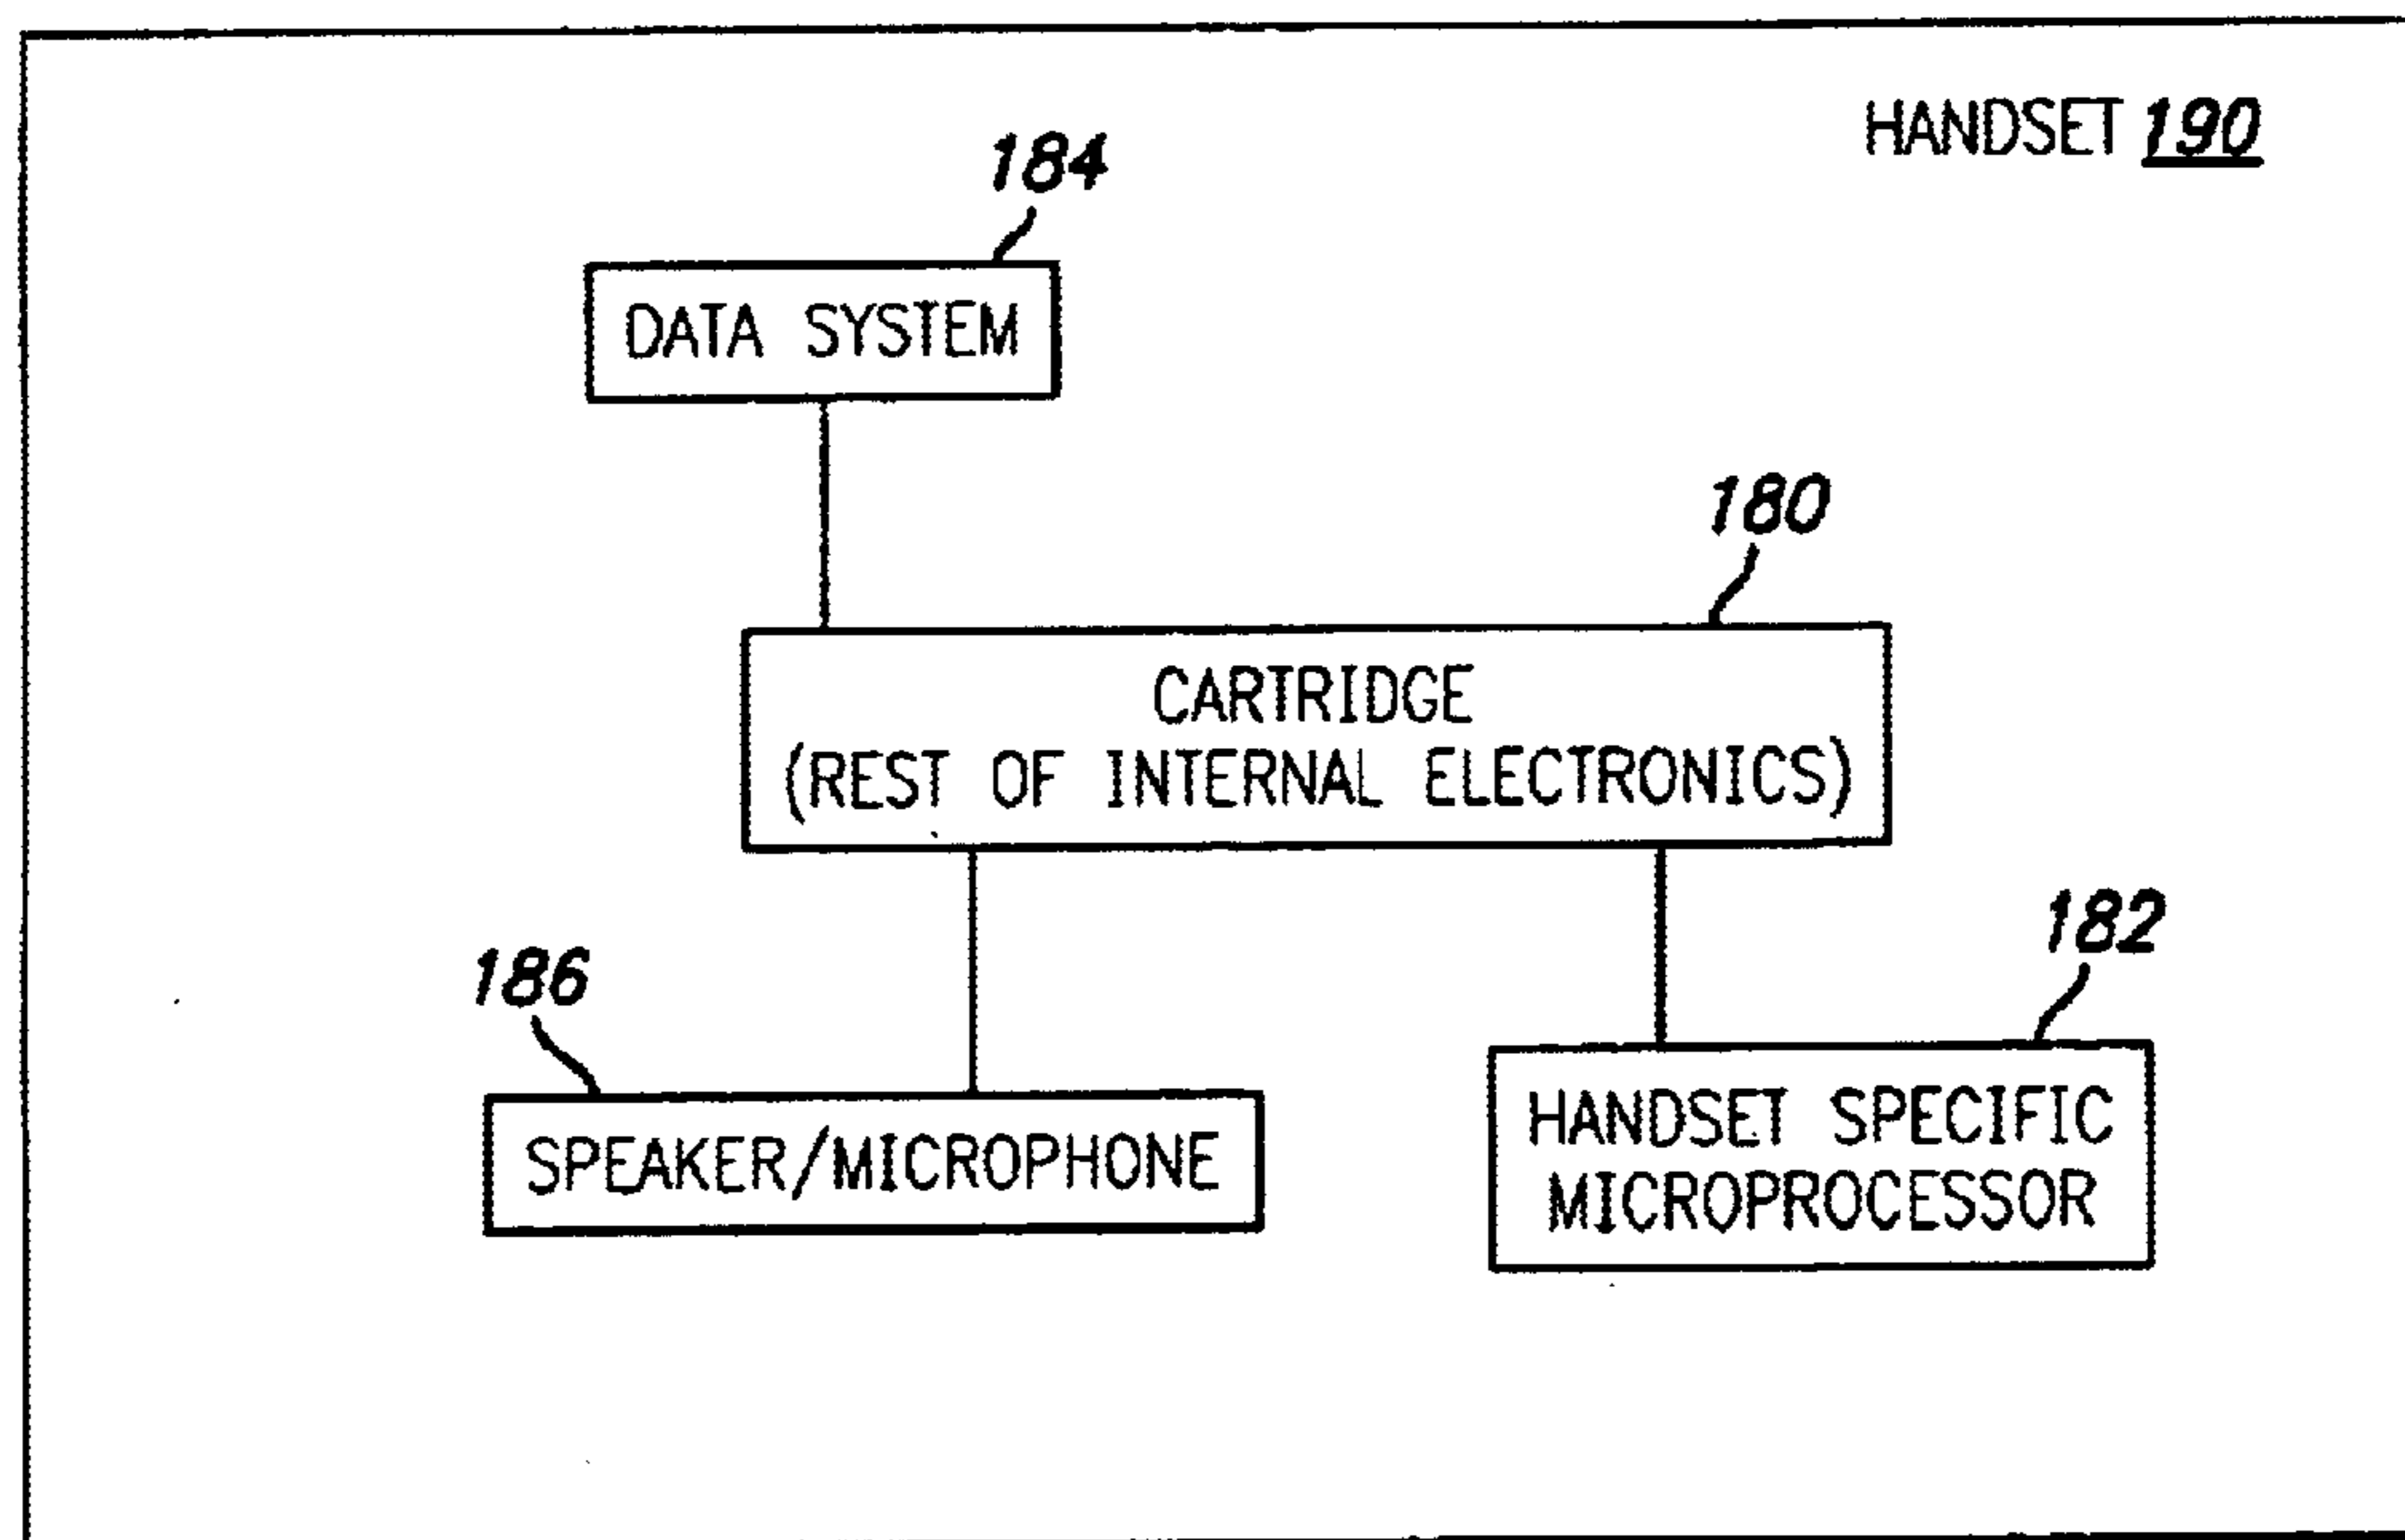 HANDSET 190
184
DATA SYSTEM
180
CARTRIDGE
(REST OF INTERNAL ELECTRONICS)
186
SPEAKER/MICROPHONE
182
HANDSET SPECIFIC
MICROPROCESSOR